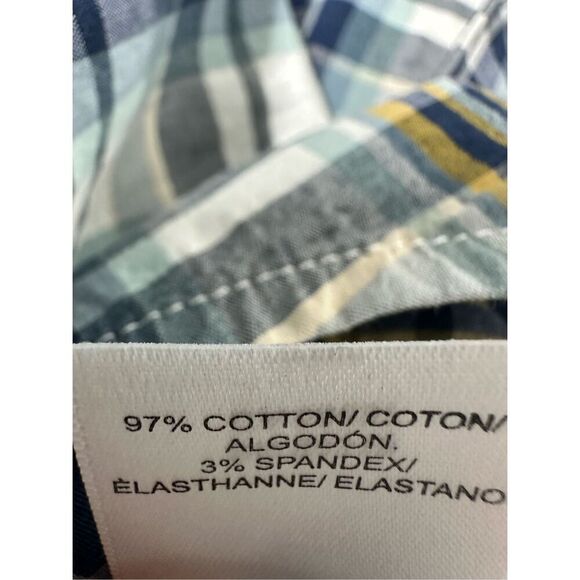 97% COTTON/ COTON/
ALGODÓN.
3% SPANDEX/
ÉLASTHANNE/ ELASTANO